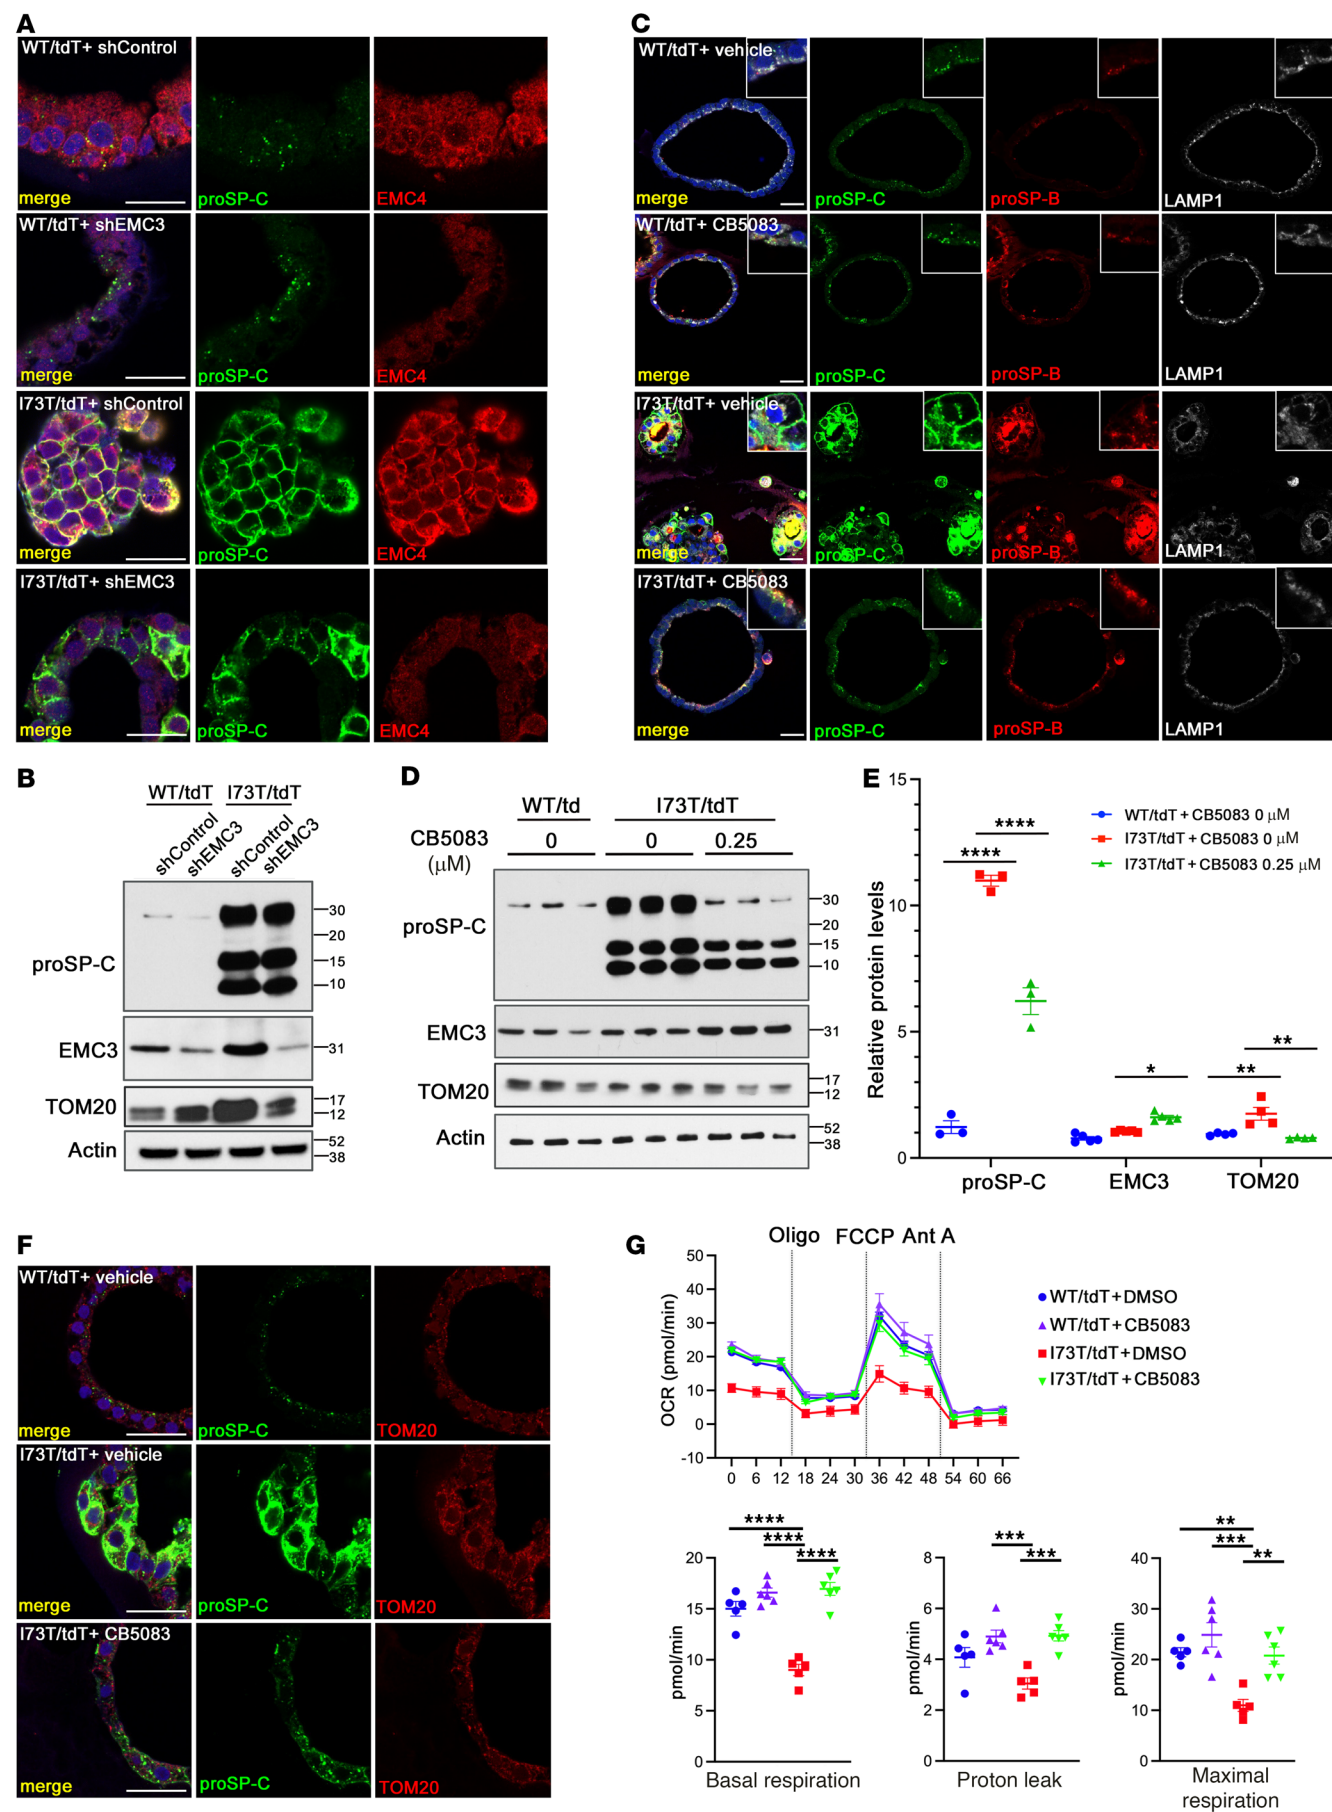 A
WT/tdT+ shControl
merge
proSP-C
EMC4
WT/tdT+ shEMC3
merge
proSP-C
EMC4
I73T/tdT+ shControl
merge
proSP-C
EMC4
I73T/tdT+ shEMC3
merge
proSP-C
EMC4
C
WT/tdT+ vehicle
merge
proSP-C
proSP-B
LAMP1
WT/tdT+ CB5083
merge
proSP-C
proSP-B
LAMP1
I73T/tdT+ vehicle
merge
proSP-C
proSP-B
LAMP1
I73T/tdT+ CB5083
merge
proSP-C
proSP-B
LAMP1
B
WT/tdT I73T/tdT
shControl
shEMC3
shControl
shEMC3
proSP-C
30
20
15
10
EMC3
31
TOM20
17
12
Actin
52
38
D
WT/td I73T/tdT
CB5083 0 0 0.25
(μM)
proSP-C
30
20
15
10
EMC3
31
TOM20
17
12
Actin
52
38
E
Relative protein levels
15
10
5
0
****
****
*
**
**
WT/tdT + CB5083 0 μM
I73T/tdT + CB5083 0 μM
I73T/tdT + CB5083 0.25 μM
proSP-C EMC3 TOM20
F
WT/tdT+ vehicle
merge
proSP-C
TOM20
I73T/tdT+ vehicle
merge
proSP-C
TOM20
I73T/tdT+ CB5083
merge
proSP-C
TOM20
G
Oligo FCCP Ant A
OCR (pmol/min)
50
40
30
20
10
0
-10
0 6 12 18 24 30 36 42 48 54 60 66
WT/tdT+DMSO
WT/tdT+CB5083
I73T/tdT+DMSO
I73T/tdT+CB5083
pmol/min
20
15
10
5
0
****
****
****
Basal respiration
pmol/min
8
6
4
2
0
***
***
Proton leak
pmol/min
40
30
20
10
0
**
***
**
Maximal
respiration